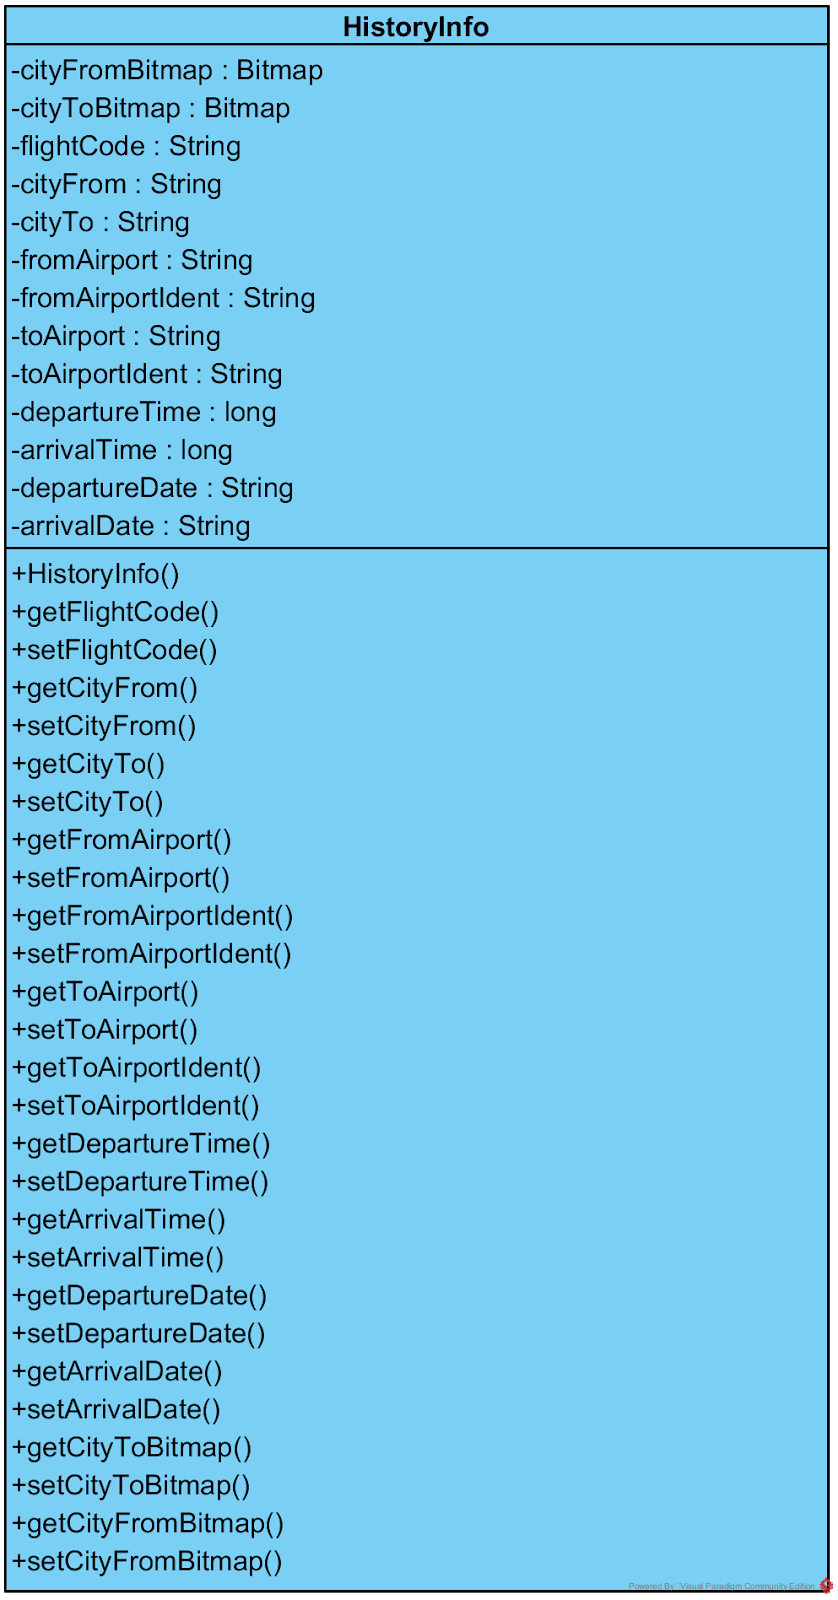 HistoryInfo
-cityFromBitmap : Bitmap
-cityToBitmap : Bitmap
-flightCode : String
-cityFrom : String
-cityTo : String
-fromAirport : String
-fromAirportIdent : String
-toAirport : String
-toAirportIdent : String
-departureTime : long
-arrivalTime : long
-departureDate : String
-arrivalDate : String
+HistoryInfo()
+getFlightCode()
+setFlightCode()
+getCityFrom()
+setCityFrom()
+getCityTo()
+setCityTo()
+getFromAirport()
+setFromAirport()
+getFromAirportIdent()
+setFromAirportIdent()
+getToAirport()
+setToAirport()
+getToAirportIdent()
+setToAirportIdent()
+getDepartureTime()
+setDepartureTime()
+getArrivalTime()
+setArrivalTime()
+getDepartureDate()
+setDepartureDate()
+getArrivalDate()
+setArrivalDate()
+getCityToBitmap()
+setCityToBitmap()
+getCityFromBitmap()
+setCityFromBitmap()
Powered By Visual Paradigm Community Edition